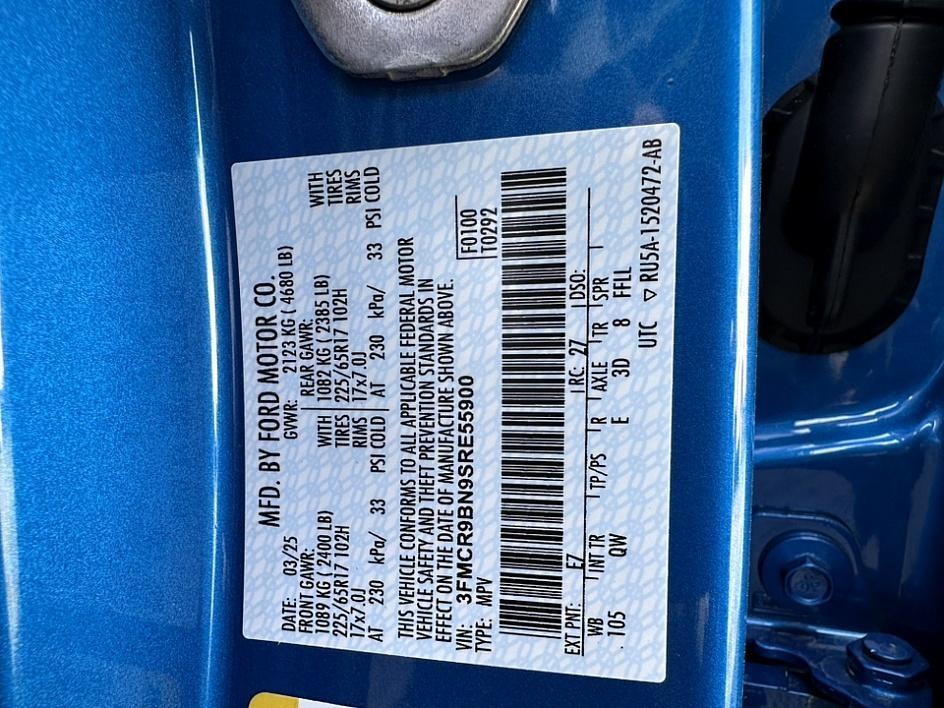 MFD. BY FORD MOTOR CO.
DATE: 03/25 GVWR: 2123 KG ( 4680 LB)
FRONT GAWR: REAR GAWR:
1089 KG ( 2400 LB) WITH 1082 KG ( 2385 LB) WITH
225/65R17 102H TIRES 225/65R17 102H TIRES
17x7.0J RIMS 17x7.0J RIMS
AT 230 kPa/ 33 PSI COLD AT 230 kPa/ 33 PSI COLD
THIS VEHICLE CONFORMS TO ALL APPLICABLE FEDERAL MOTOR
VEHICLE SAFETY AND THEFT PREVENTION STANDARDS IN
EFFECT ON THE DATE OF MANUFACTURE SHOWN ABOVE.
VIN: 3FMCR9BN9SRE55900 F0100
TYPE: MPV T0292
EXT PNT: E7 RC: 27 DSO:
WB INT TR TP/PS R AXLE TR SPR
105 QW E 3D 8 FFLL
UTC ▽ RU5A-1520472-AB